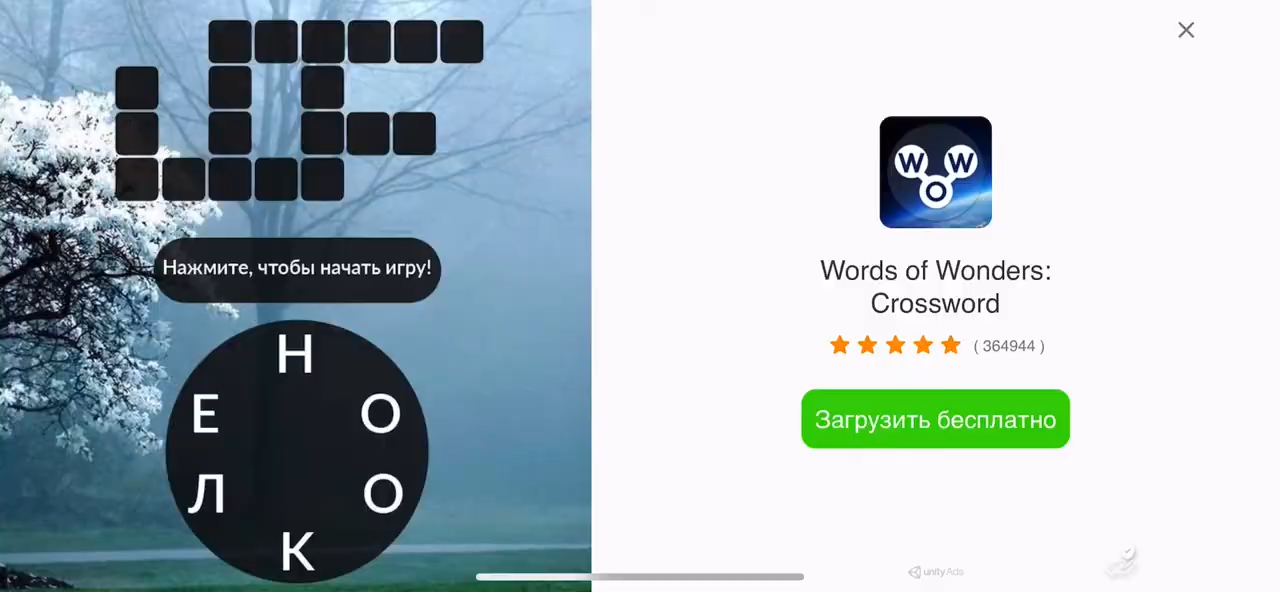 Нажмите, чтобы начать игру!
Н
Е
О
Л
О
К
W W
O
Words of Wonders:
Crossword
( 364944 )
Загрузить бесплатно
unity Ads